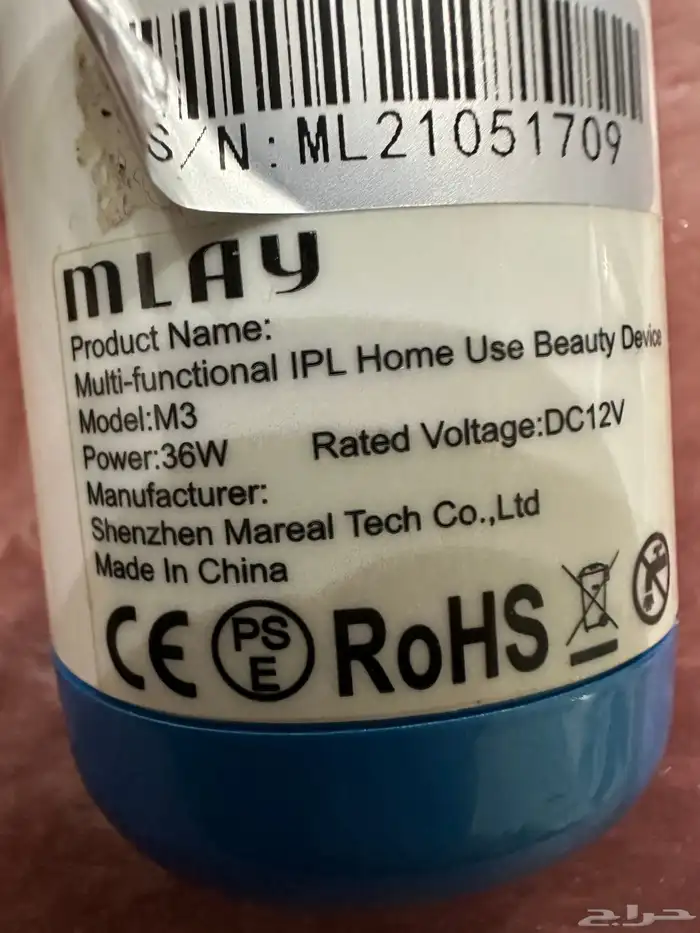 S/N: ML21051709
MLAY
Product Name:
Multi-functional IPL Home Use Beauty Device
Model:M3
Power:36W Rated Voltage:DC12V
Manufacturer:
Shenzhen Mareal Tech Co.,Ltd
Made In China
CE PSE RoHS
حراج